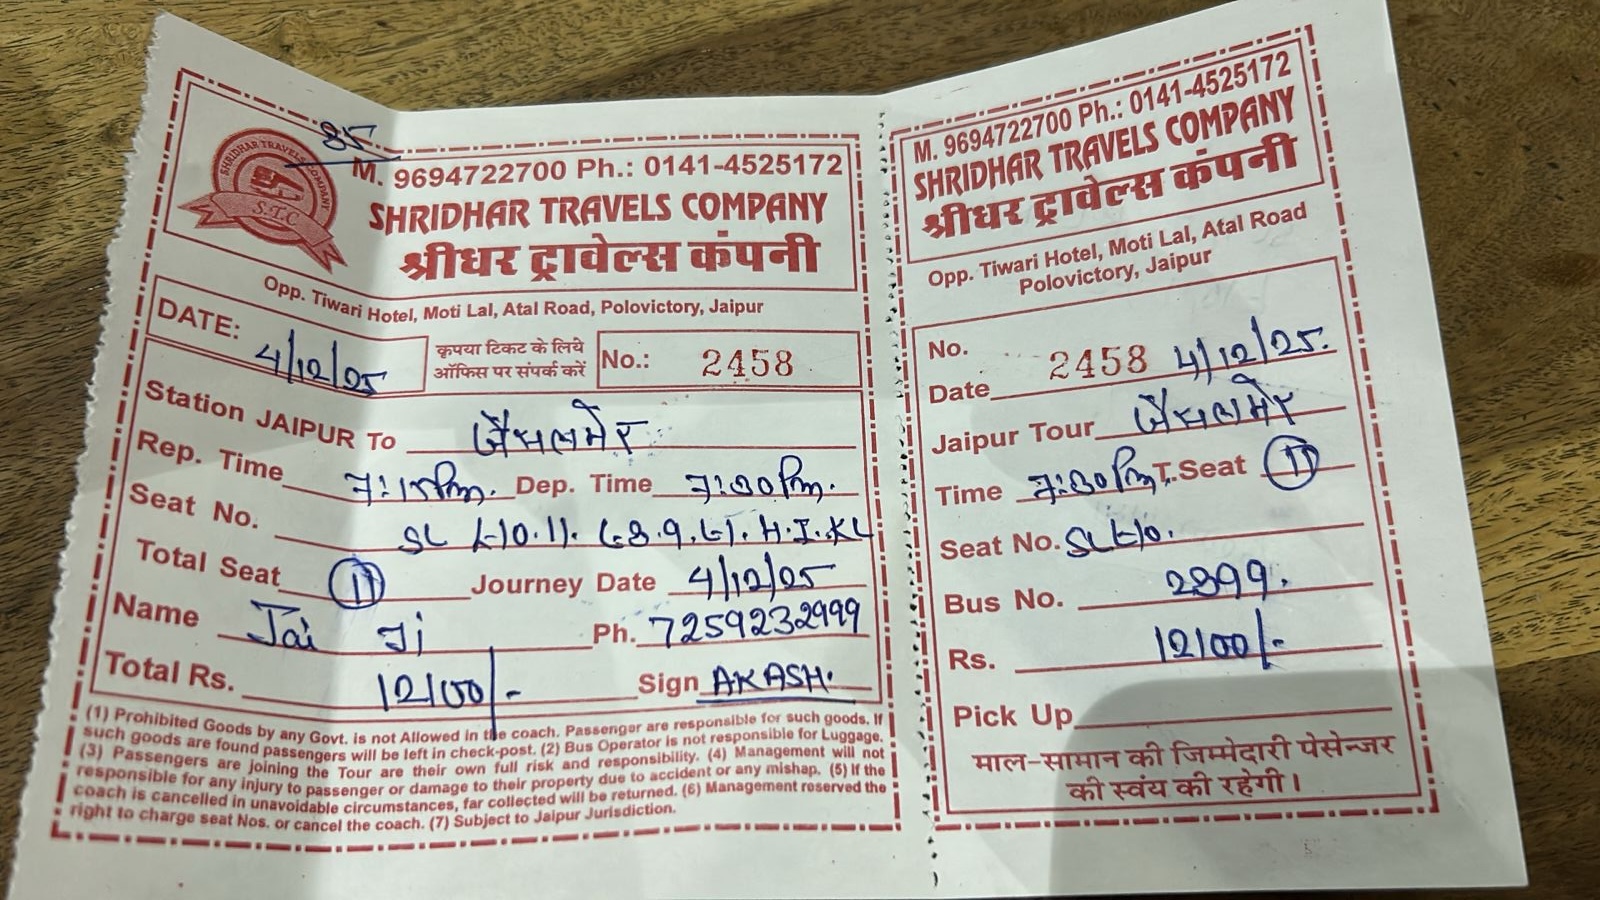 85
SHRIDHAR TRAVELS COMPANY
S.T.C
M. 9694722700 Ph.: 0141-4525172
SHRIDHAR TRAVELS COMPANY
श्रीधर ट्रावेल्स कंपनी
Opp. Tiwari Hotel, Moti Lal, Atal Road, Polovictory, Jaipur
DATE: 4/12/25
कृपया टिकट के लिये
ऑफिस पर संपर्क करें
No.: 2458
Station JAIPUR To जैसलमेर
Rep. Time 7:15 Pm. Dep. Time 7:30 Pm.
Seat No. SL
Total Seat 11 Journey Date 4/12/25
Name Jai Ji Ph. 7259232999
Total Rs. 12100/- Sign AKASH.
(1) Prohibited Goods by any Govt. is not Allowed in the coach. Passengar are responsible for such goods. If
such goods are found passengers will be left in check-post. (2) Bus Operator is not responsible for Luggage.
(3) Passengers are joining the Tour are their own full risk and responsibility. (4) Management will not
responsible for any injury to passenger or damage to their property due to accident or any mishap. (5) If the
coach is cancelled in unavoidable circumstances, far collected will be returned. (6) Management reserved the
right to charge seat Nos. or cancel the coach. (7) Subject to Jaipur Jurisdiction.
M. 9694722700 Ph.: 0141-4525172
SHRIDHAR TRAVELS COMPANY
श्रीधर ट्रावेल्स कंपनी
Opp. Tiwari Hotel, Moti Lal, Atal Road
Polovictory, Jaipur
No. 2458
Date 4/12/25.
Jaipur Tour जैसलमेर
Time 7:30 Pm T.Seat 11
Seat No. SL
Bus No. 2899.
Rs. 12100/-
Pick Up
माल-सामान की जिम्मेदारी पेसेन्जर
की स्वंय की रहेगी।